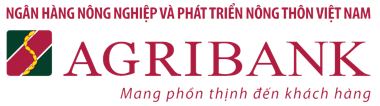 NGÂN HÀNG NÔNG NGHIỆP VÀ PHÁT TRIỂN NÔNG THÔN VIỆT NAM
AGRIBANK
Mang phồn thịnh đến khách hàng